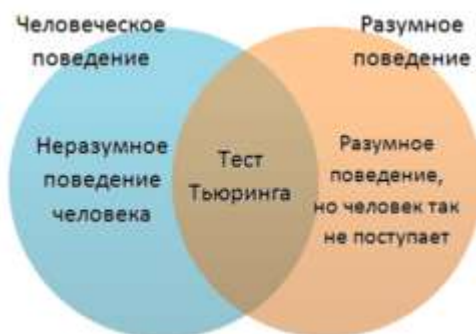 Человеческое
поведение
Разумное
поведение
Неразумное
поведение
человека
Тест
Тьюринга
Разумное
поведение,
но человек так
не поступает